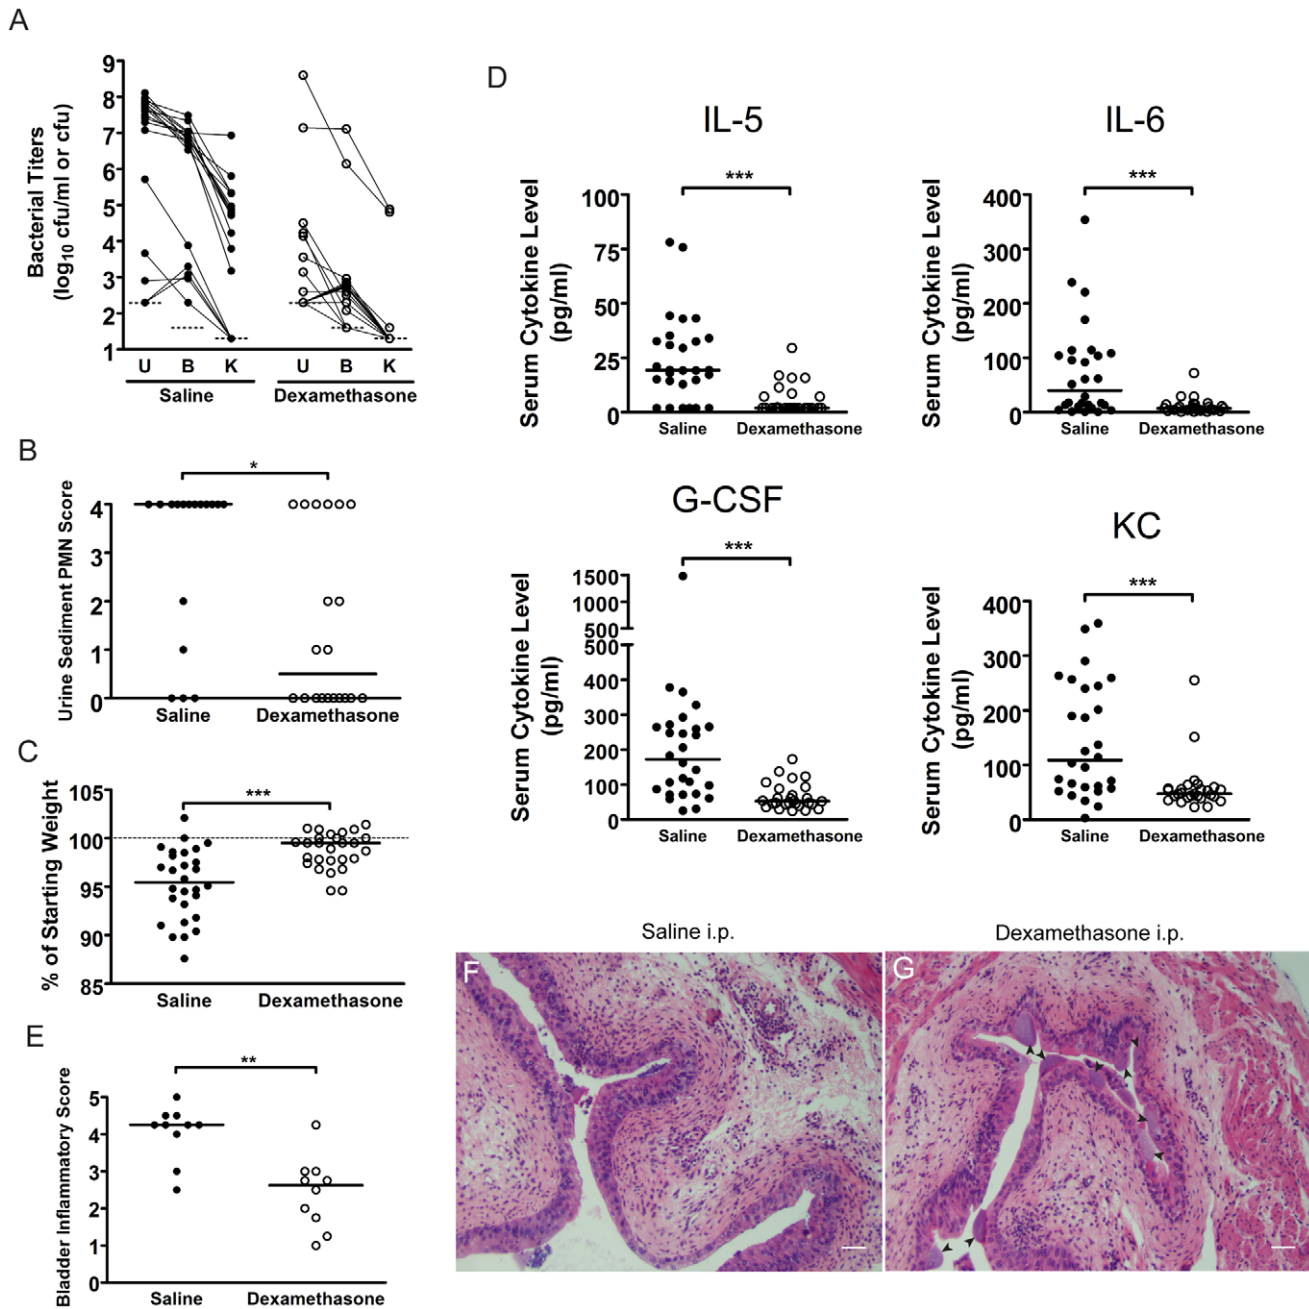 A
Bacterial Titers
(log10 cfu/ml or cfu)
9
8
7
6
5
4
3
2
1
U B K U B K
Saline Dexamethasone
B
Urine Sediment PMN Score
*
4
3
2
1
0
Saline Dexamethasone
C
% of Starting Weight
***
105
100
95
90
85
Saline Dexamethasone
D
IL-5
Serum Cytokine Level
(pg/ml)
***
100
75
50
25
0
Saline Dexamethasone
IL-6
Serum Cytokine Level
(pg/ml)
***
400
300
200
100
0
Saline Dexamethasone
G-CSF
Serum Cytokine Level
(pg/ml)
***
1500
1000
500
500
400
300
200
100
0
Saline Dexamethasone
KC
Serum Cytokine Level
(pg/ml)
***
400
300
200
100
0
Saline Dexamethasone
E
Bladder Inflammatory Score
**
5
4
3
2
1
0
Saline Dexamethasone
Saline i.p.
F
Dexamethasone i.p.
G